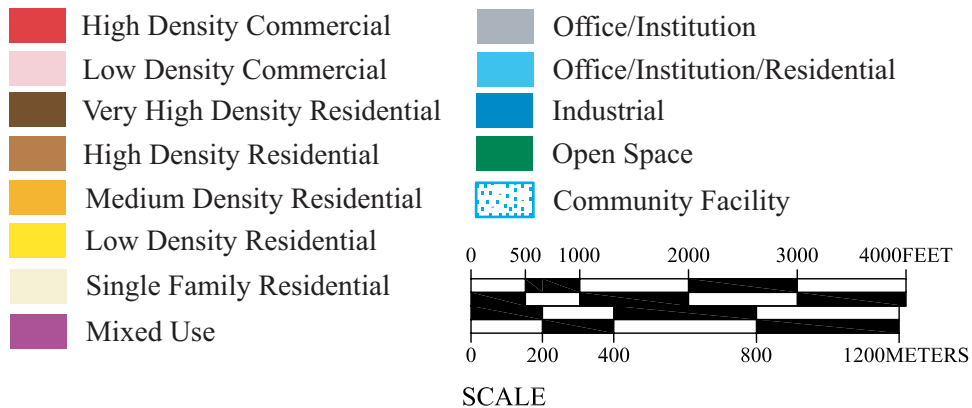 High Density Commercial
Low Density Commercial
Very High Density Residential
High Density Residential
Medium Density Residential
Low Density Residential
Single Family Residential
Mixed Use
Office/Institution
Office/Institution/Residential
Industrial
Open Space
Community Facility
0 500 1000 2000 3000 4000FEET
0 200 400 800 1200METERS
SCALE